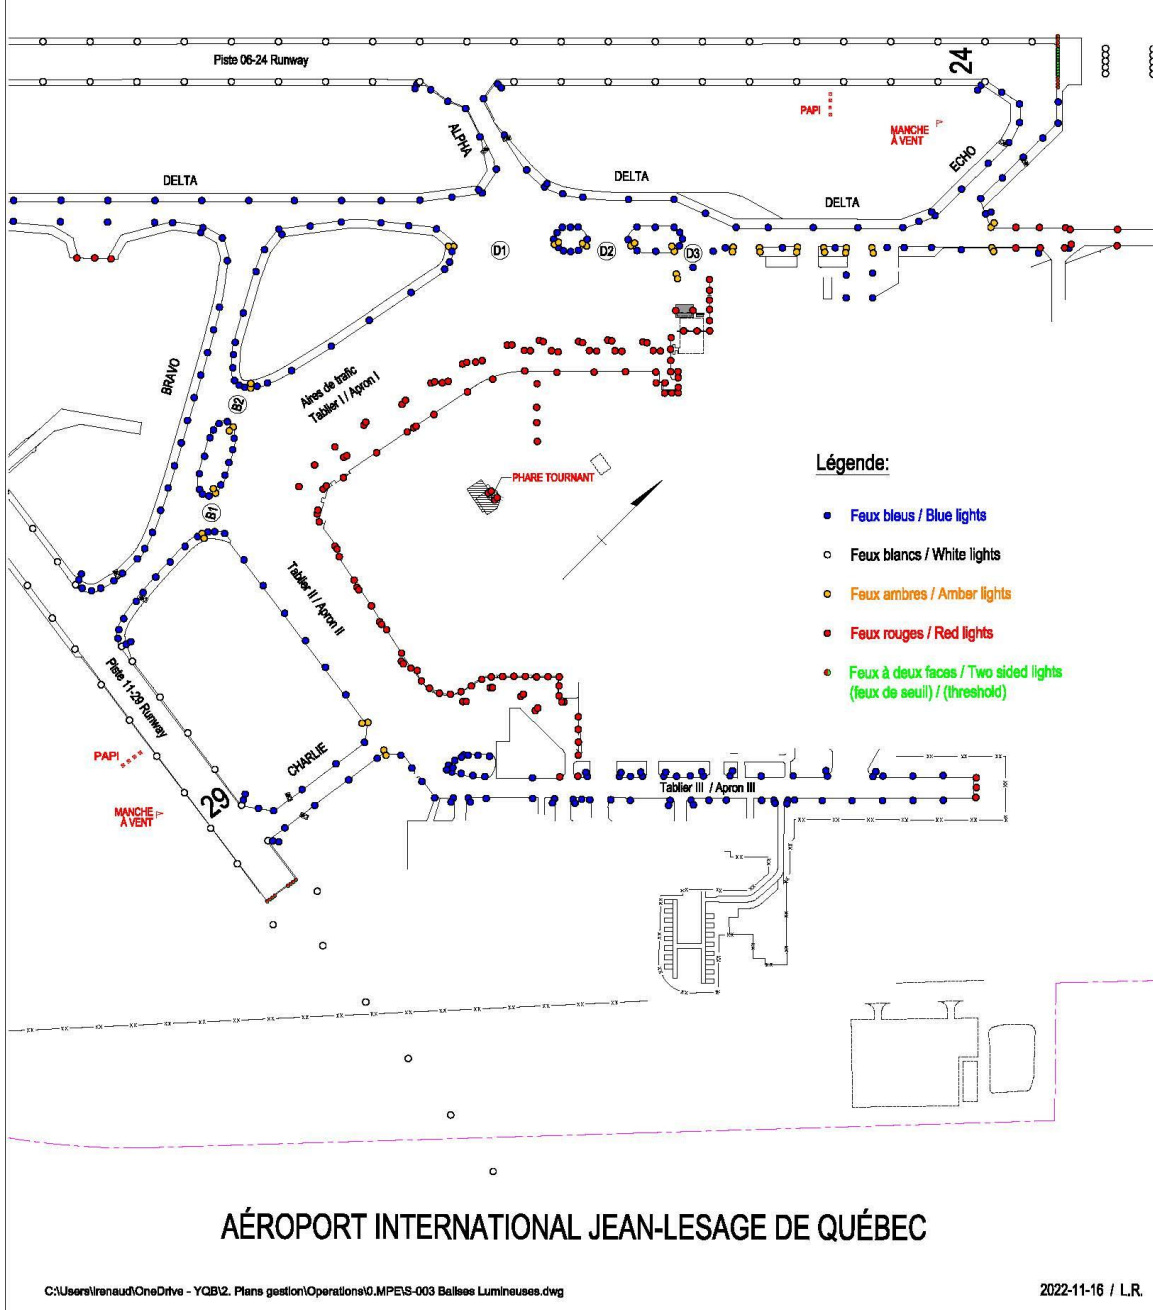 Piste 06-24 Runway
24
PAPI
MANCHE
À VENT
ALPHA
ECHO
DELTA
DELTA
DELTA
D1
D2
D3
BRAVO
B2
Aires de trafic
Tablier I / Apron I
B1
PHARE TOURNANT
Légende:
Feux bleus / Blue lights
Feux blancs / White lights
Feux ambres / Amber lights
Feux rouges / Red lights
Feux à deux faces / Two sided lights
(feux de seuil) / (threshold)
Tablier II / Apron II
Piste 11-29 Runway
PAPI
CHARLIE
29
MANCHE
À VENT
Tablier III / Apron III
AÉROPORT INTERNATIONAL JEAN-LESAGE DE QUÉBEC
C:\Users\lrenaud\OneDrive - YQB\2. Plans gestion\Operations\0.MPE\S-003 Balises Lumineuses.dwg
2022-11-16 / L.R.